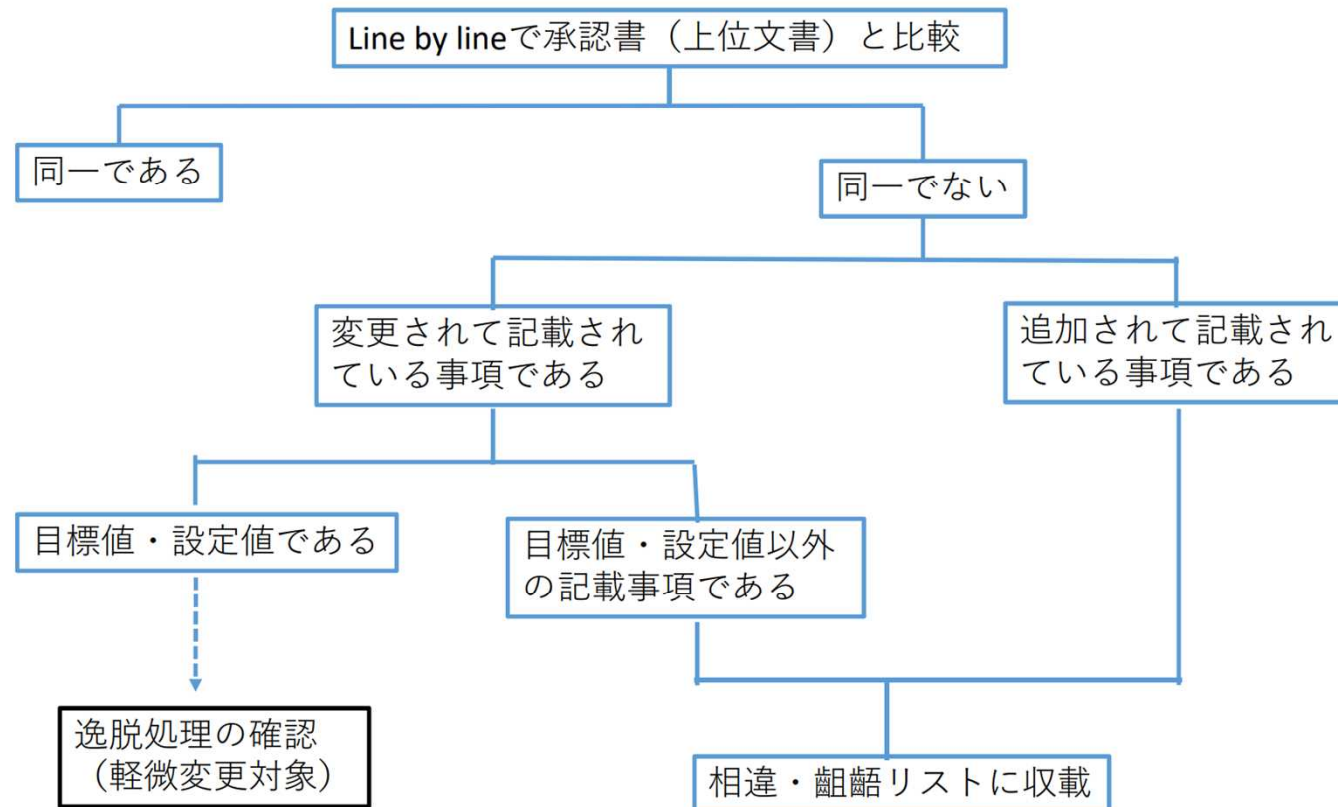 Line by lineで承認書（上位文書）と比較
同一である
同一でない
変更されて記載され
ている事項である
追加されて記載され
ている事項である
目標値・設定値である
目標値・設定値以外
の記載事項である
逸脱処理の確認
（軽微変更対象）
相違・齟齬リストに収載